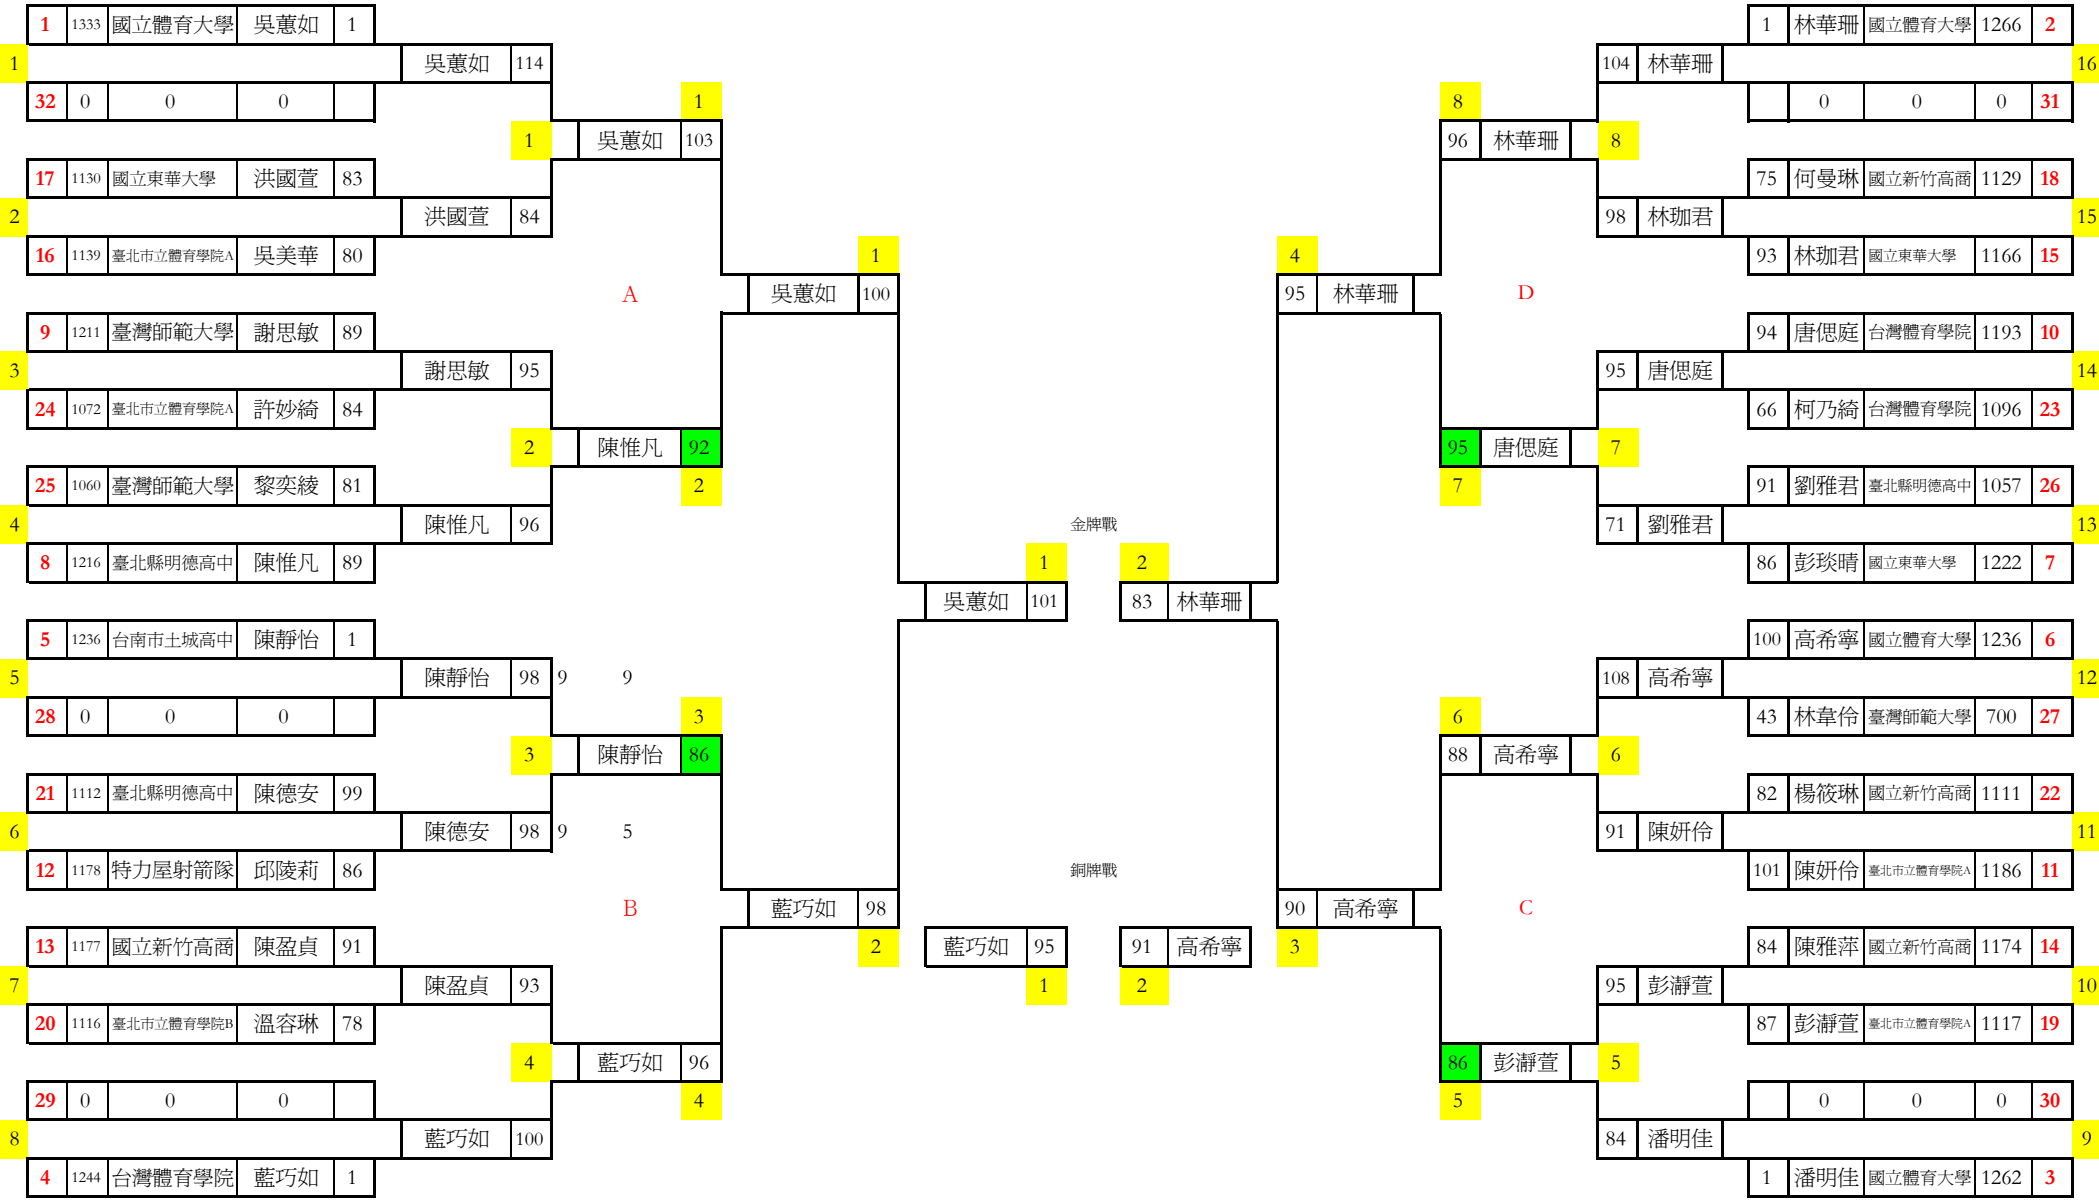 1 1333 國立體育大學 吳蕙如 1 1 林華珊 國立體育大學 1266 2
1 吳蕙如 114 104 林華珊 16
32 0 0 0 1 8 0 0 0 31
1 吳蕙如 103 96 林華珊 8
17 1130 國立東華大學 洪國萱 83 75 何曼琳 國立新竹高商 1129 18
2 洪國萱 84 98 林珈君 15
16 1139 臺北市立體育學院A 吳美華 80 1 4 93 林珈君 國立東華大學 1166 15
A 吳蕙如 100 95 林華珊 D
9 1211 臺灣師範大學 謝思敏 89 94 唐偲庭 台灣體育學院 1193 10
3 謝思敏 95 95 唐偲庭 14
24 1072 臺北市立體育學院A 許妙綺 84 66 柯乃綺 台灣體育學院 1096 23
2 陳惟凡 92 95 唐偲庭 7
25 1060 臺灣師範大學 黎奕綾 81 2 7 91 劉雅君 臺北縣明德高中 1057 26
4 陳惟凡 96 金牌戰 71 劉雅君 13
8 1216 臺北縣明德高中 陳惟凡 89 1 2 86 彭琰晴 國立東華大學 1222 7
吳蕙如 101 83 林華珊
5 1236 台南市土城高中 陳靜怡 1 100 高希寧 國立體育大學 1236 6
5 陳靜怡 98 9 9 108 高希寧 12
28 0 0 0 3 6 43 林韋伶 臺灣師範大學 700 27
3 陳靜怡 86 88 高希寧 6
21 1112 臺北縣明德高中 陳德安 99 82 楊筱琳 國立新竹高商 1111 22
6 陳德安 98 9 5 91 陳妍伶 11
12 1178 特力屋射箭隊 邱陵莉 86 銅牌戰 101 陳妍伶 臺北市立體育學院A 1186 11
B 藍巧如 98 90 高希寧 C
13 1177 國立新竹高商 陳盈貞 91 2 藍巧如 95 91 高希寧 3 84 陳雅萍 國立新竹高商 1174 14
7 陳盈貞 93 1 2 95 彭瀞萱 10
20 1116 臺北市立體育學院B 溫容琳 78 87 彭瀞萱 臺北市立體育學院A 1117 19
4 藍巧如 96 86 彭瀞萱 5
29 0 0 0 4 5 0 0 0 30
8 藍巧如 100 84 潘明佳 9
4 1244 台灣體育學院 藍巧如 1 1 潘明佳 國立體育大學 1262 3